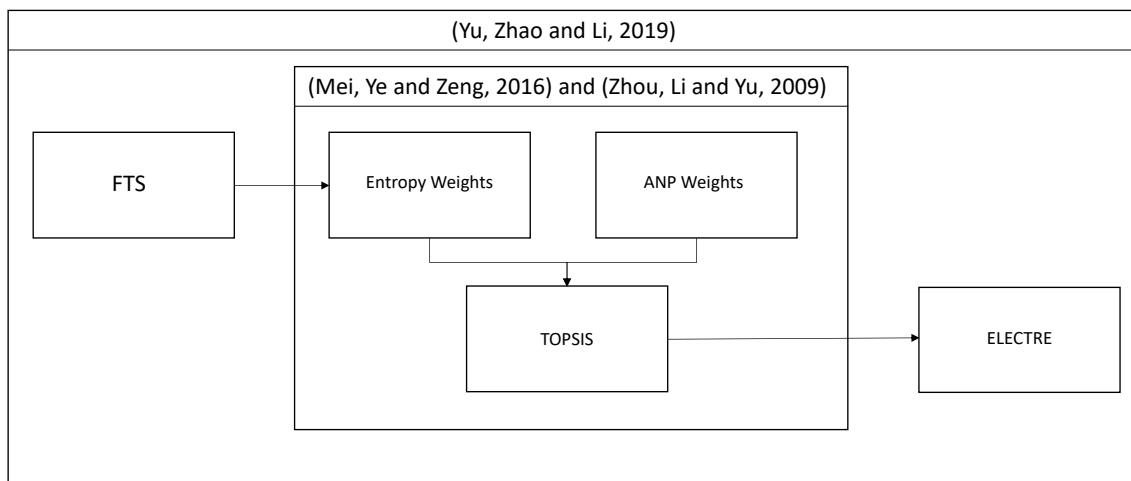 (Yu, Zhao and Li, 2019)
(Mei, Ye and Zeng, 2016) and (Zhou, Li and Yu, 2009)
FTS
Entropy Weights
ANP Weights
TOPSIS
ELECTRE